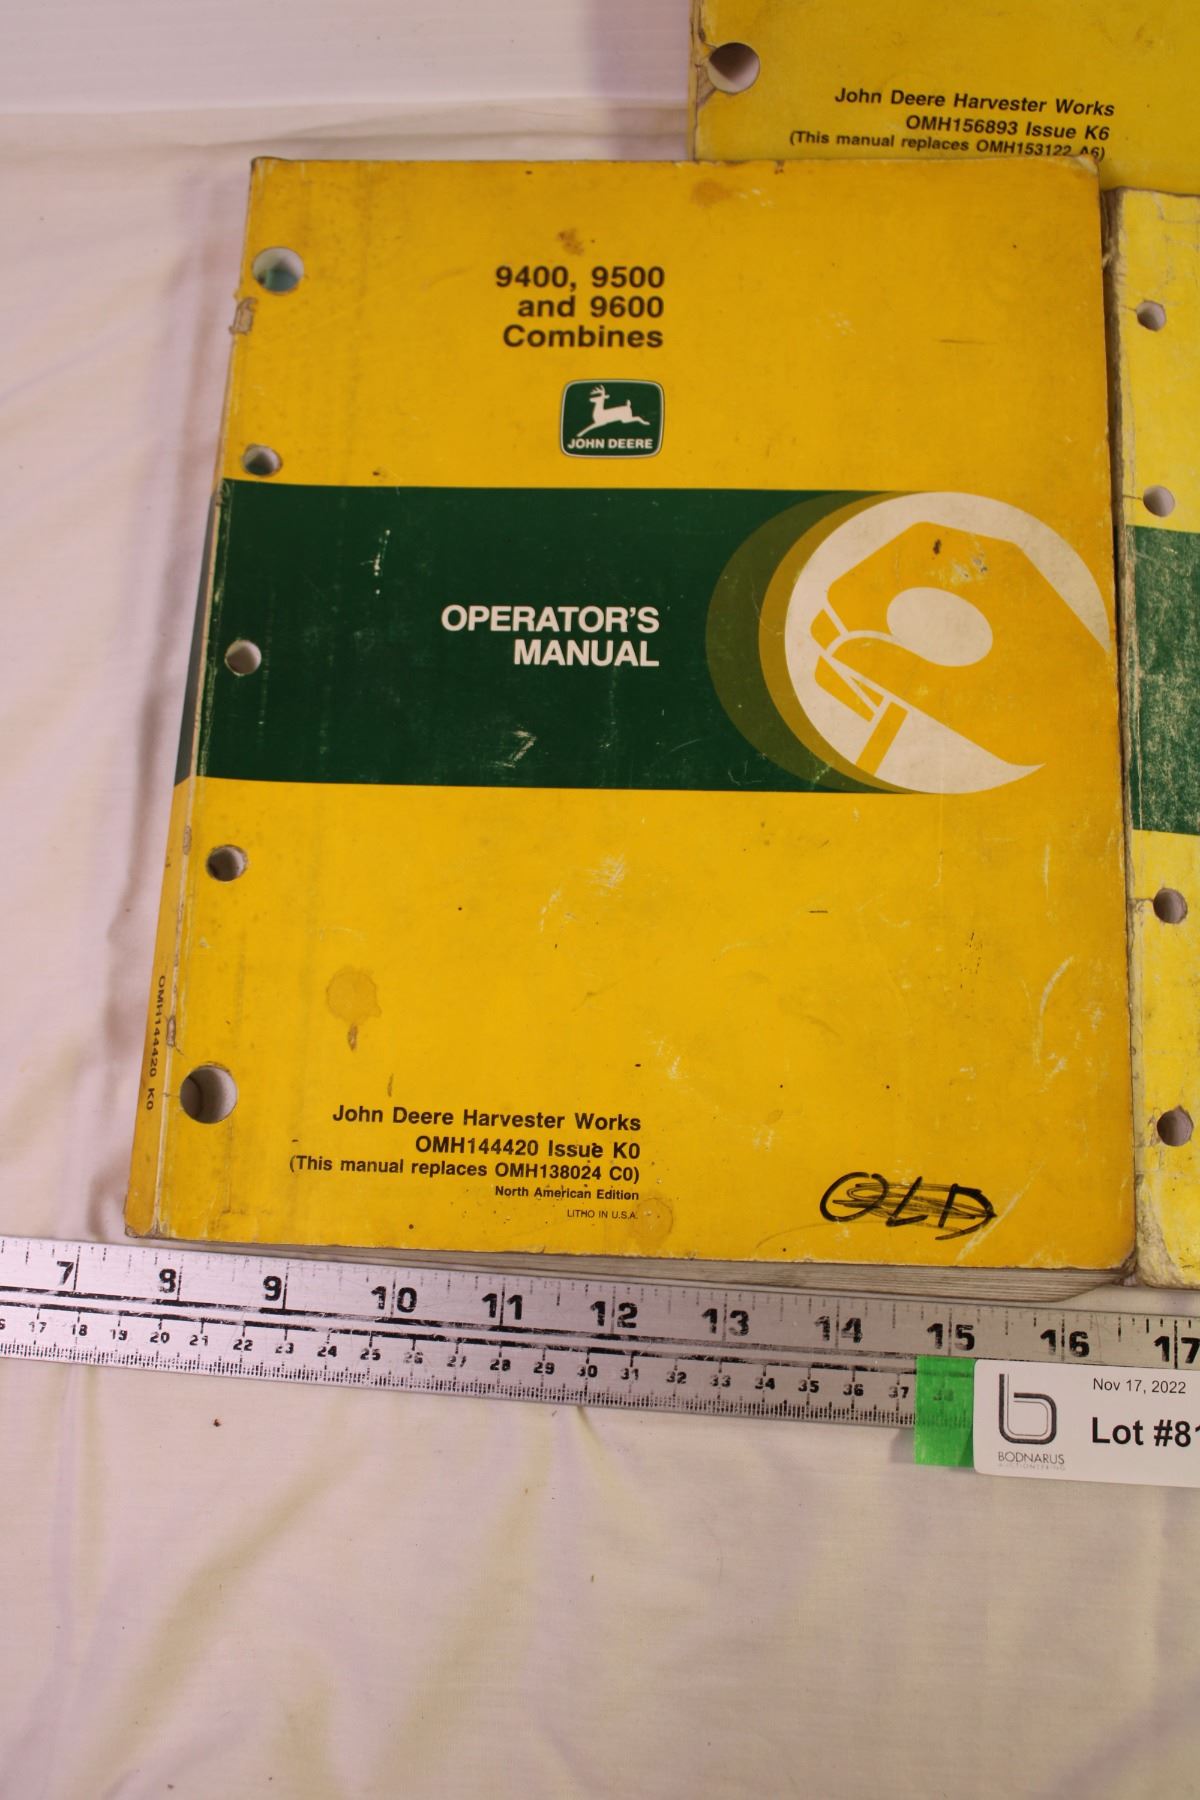 John Deere Harvester Works
OMH156893 Issue K6
(This manual replaces OMH153122 A6)
9400, 9500
and 9600
Combines
JOHN DEERE
OPERATOR'S
MANUAL
OMH144420 K0
John Deere Harvester Works
OMH144420 Issue K0
(This manual replaces OMH138024 C0)
North American Edition
LITHO IN U.S.A.
OLD
7 8 9 10 11 12 13 14 15 16 17
17 18 19 20 21 22 23 24 25 26 27 28 29 30 31 32 33 34 35 36 37 38
Nov 17, 2022
Lot #81
BODNARUS
AUCTIONEERING